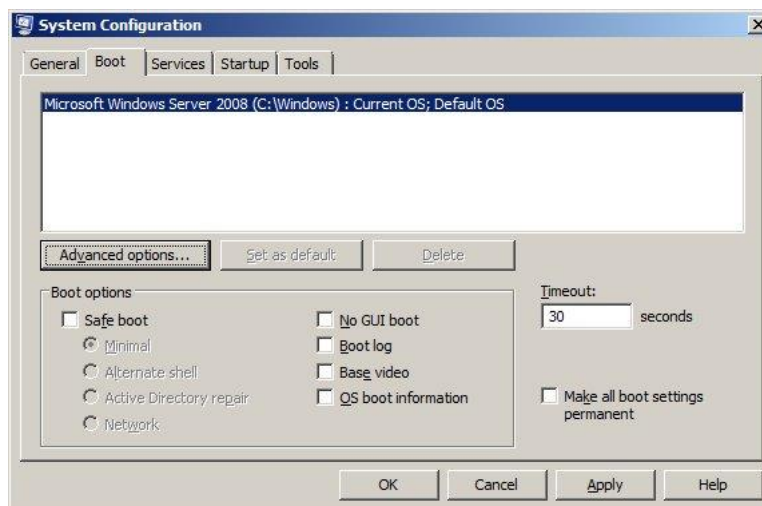 System Configuration
General Boot Services Startup Tools
Microsoft Windows Server 2008 (C:\Windows) : Current OS; Default OS
Advanced options... Set as default Delete
Boot options
Timeout:
Safe boot No GUI boot 30 seconds
Minimal Boot log
Alternate shell Base video
Active Directory repair OS boot information Make all boot settings
permanent
Network
OK Cancel Apply Help